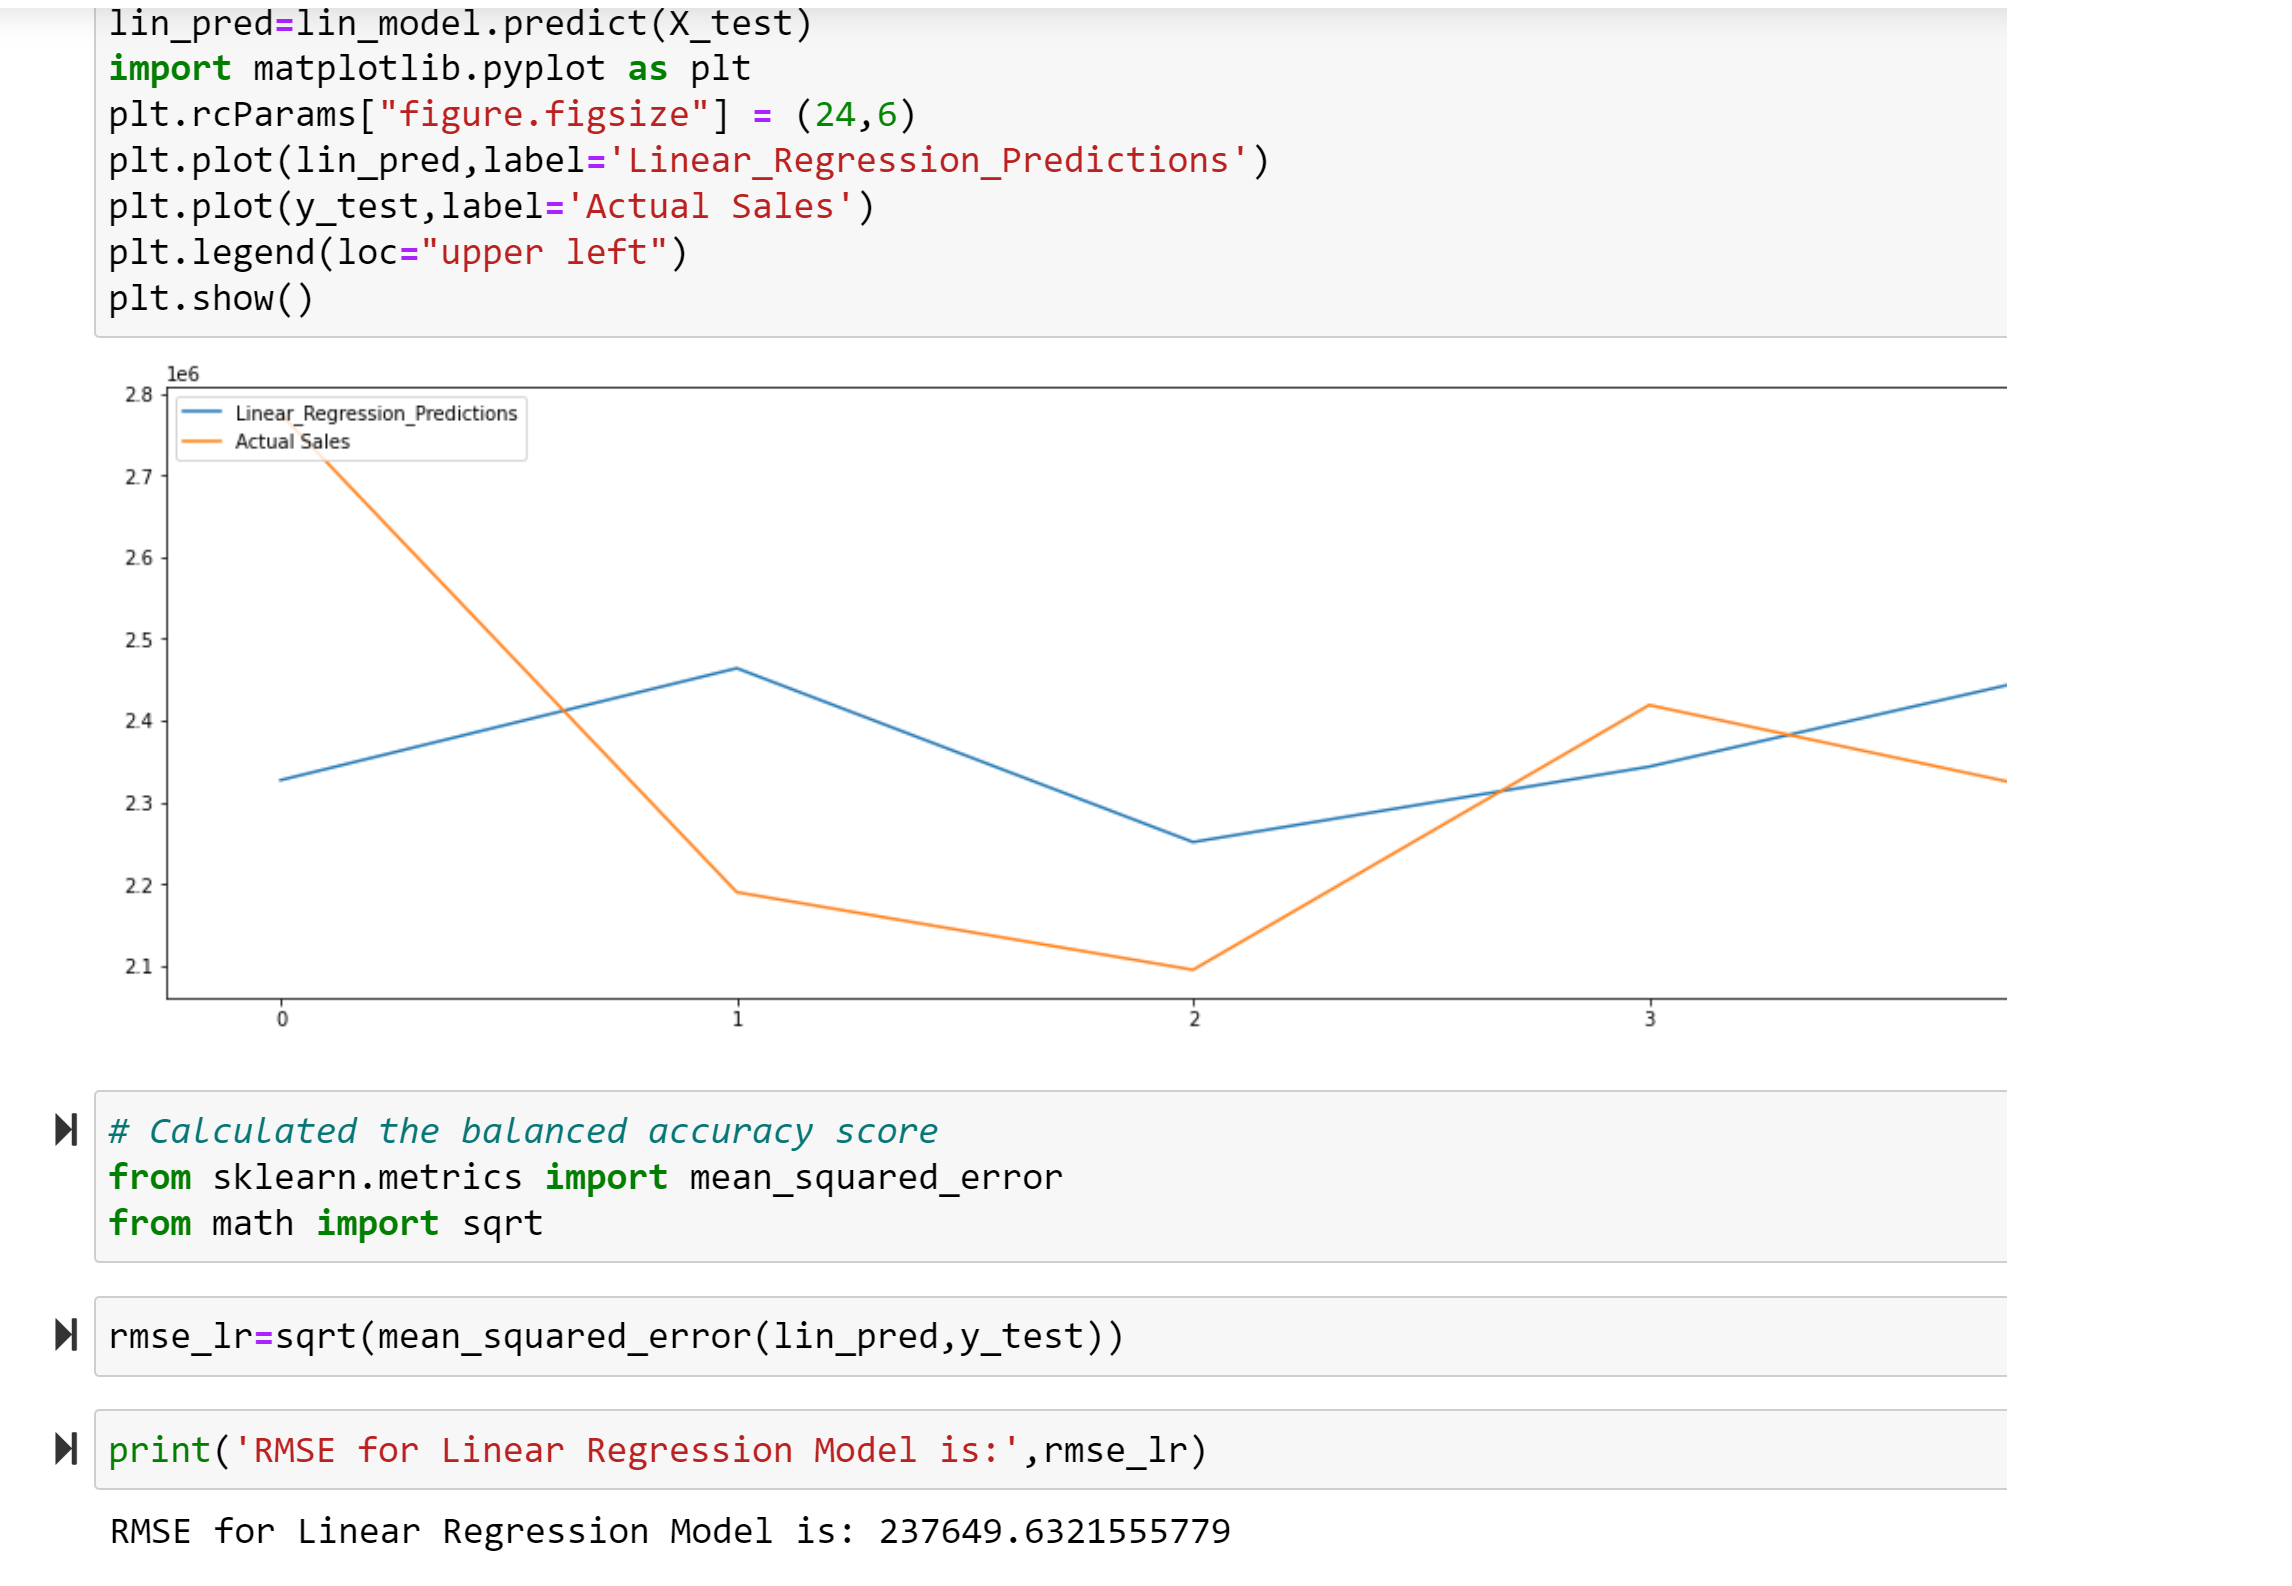 lin_pred=lin_model.predict(X_test)
import matplotlib.pyplot as plt
plt.rcParams["figure.figsize"] = (24,6)
plt.plot(lin_pred,label='Linear_Regression_Predictions')
plt.plot(y_test,label='Actual Sales')
plt.legend(loc="upper left")
plt.show()
1e6
2.8
Linear_Regression_Predictions
Actual Sales
2.7
2.6
2.5
2.4
2.3
2.2
2.1
0 1 2 3
# Calculated the balanced accuracy score
from sklearn.metrics import mean_squared_error
from math import sqrt
rmse_lr=sqrt(mean_squared_error(lin_pred,y_test))
print('RMSE for Linear Regression Model is:',rmse_lr)
RMSE for Linear Regression Model is: 237649.6321555779